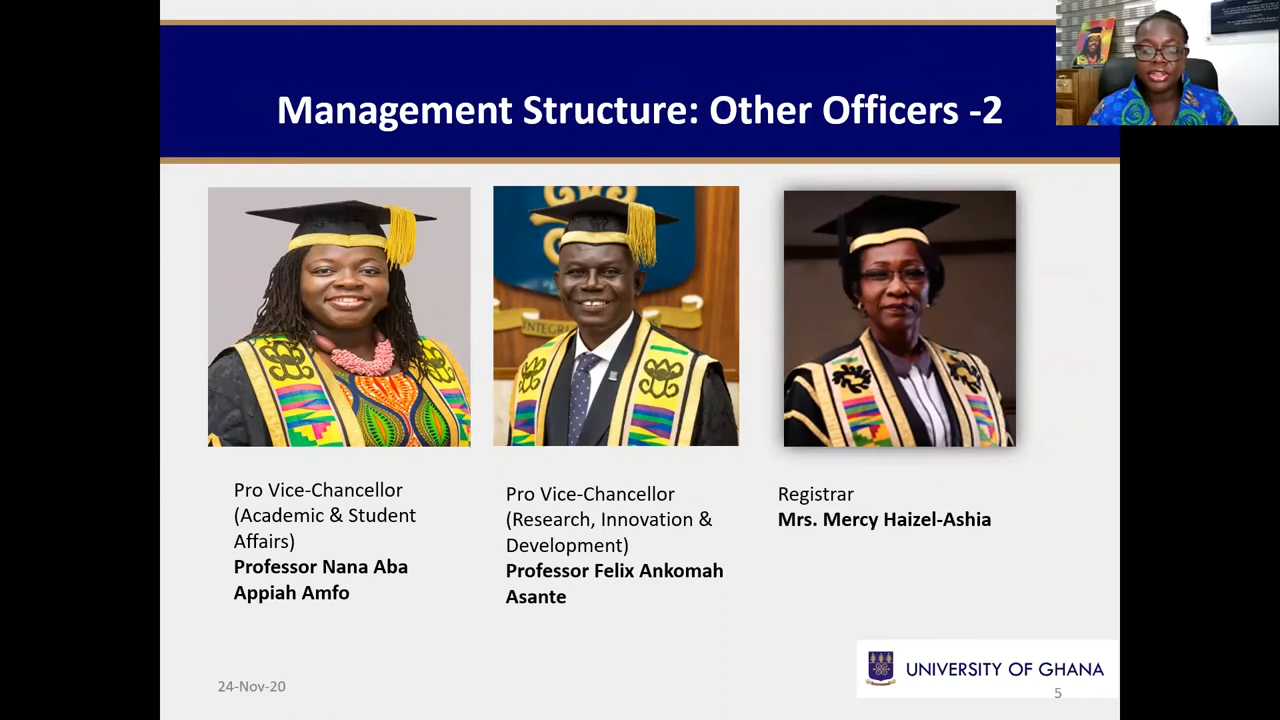 Management Structure: Other Officers -2
INTEGRI
Pro Vice-Chancellor
(Academic & Student
Affairs)
Professor Nana Aba
Appiah Amfo
Pro Vice-Chancellor
(Research, Innovation &
Development)
Professor Felix Ankomah
Asante
Registrar
Mrs. Mercy Haizel-Ashia
24-Nov-20
UNIVERSITY OF GHANA
5